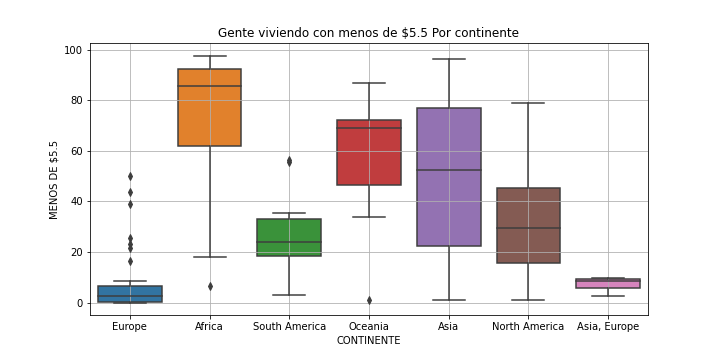 Gente viviendo con menos de $5.5 Por continente
MENOS DE $5.5
100
80
60
40
20
0
Europe
Africa
South America
Oceania
Asia
North America
Asia, Europe
CONTINENTE